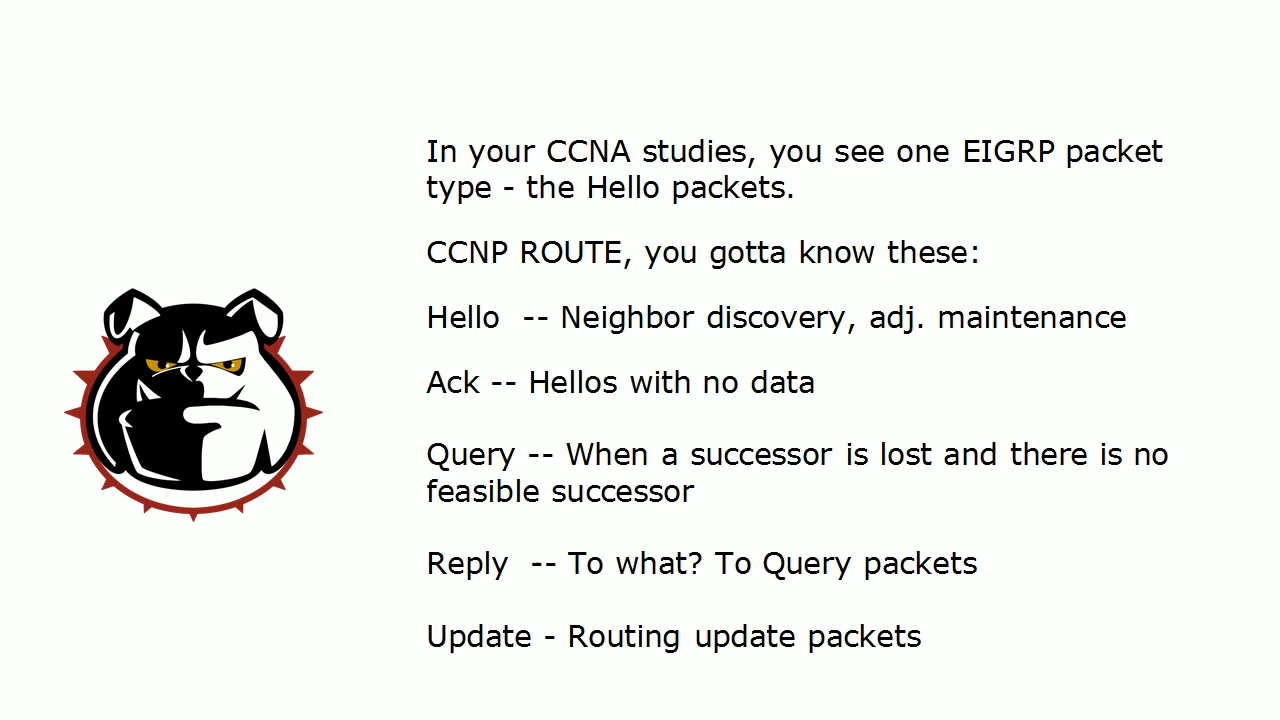 In your CCNA studies, you see one EIGRP packet
type - the Hello packets.
CCNP ROUTE, you gotta know these:
Hello  -- Neighbor discovery, adj. maintenance
Ack -- Hellos with no data
Query -- When a successor is lost and there is no
feasible successor
Reply  -- To what? To Query packets
Update - Routing update packets